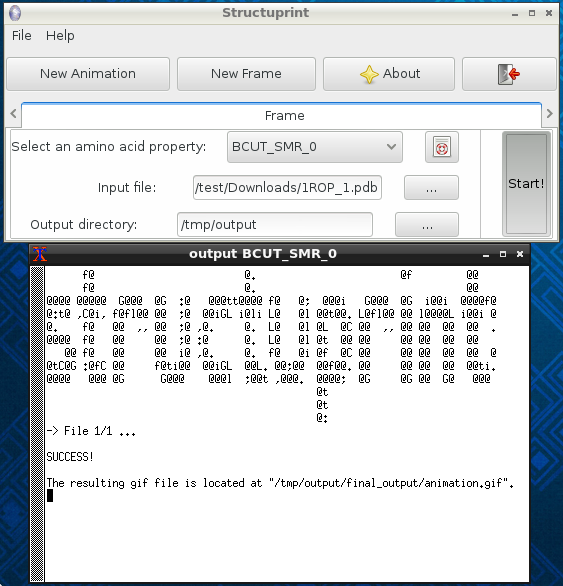 Structuprint
File Help
New Animation New Frame About
Frame
Select an amino acid property: BCUT_SMR_0
Input file: /test/Downloads/1ROP_1.pdb ...
Start!
Output directory: /tmp/output ...
output BCUT_SMR_0
-> File 1/1 ...
SUCCESS!
The resulting gif file is located at "/tmp/output/final_output/animation.gif".